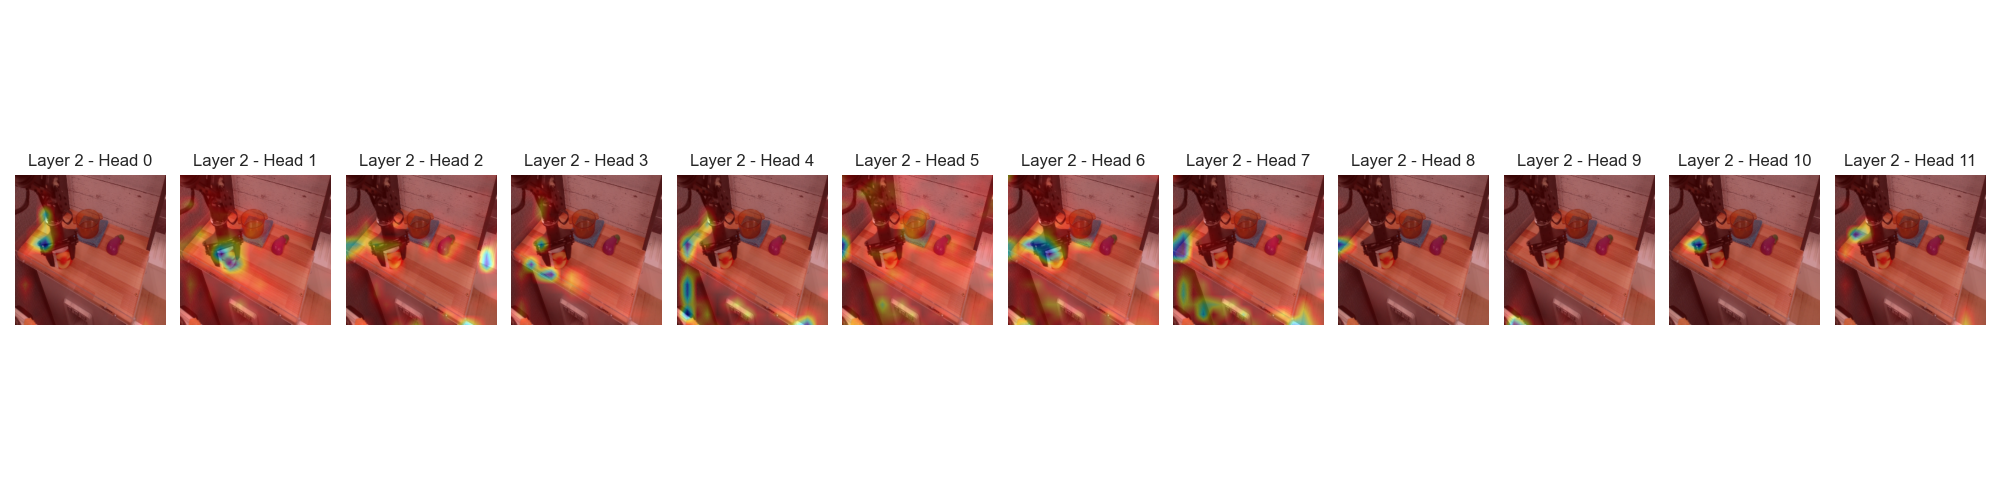 Layer 2 - Head 0
Layer 2 - Head 1
Layer 2 - Head 2
Layer 2 - Head 3
Layer 2 - Head 4
Layer 2 - Head 5
Layer 2 - Head 6
Layer 2 - Head 7
Layer 2 - Head 8
Layer 2 - Head 9
Layer 2 - Head 10
Layer 2 - Head 11